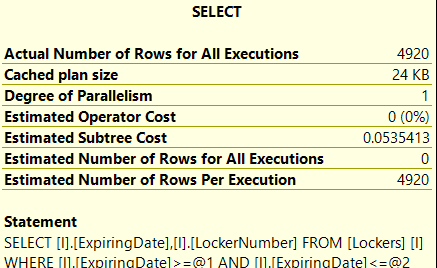 SELECT
Actual Number of Rows for All Executions 4920
Cached plan size 24 KB
Degree of Parallelism 1
Estimated Operator Cost 0 (0%)
Estimated Subtree Cost 0.0535413
Estimated Number of Rows for All Executions 0
Estimated Number of Rows Per Execution 4920
Statement
SELECT [l].[ExpiringDate],[l].[LockerNumber] FROM [Lockers] [l]
WHERE [l].[ExpiringDate]>=@1 AND [l].[ExpiringDate]<=@2